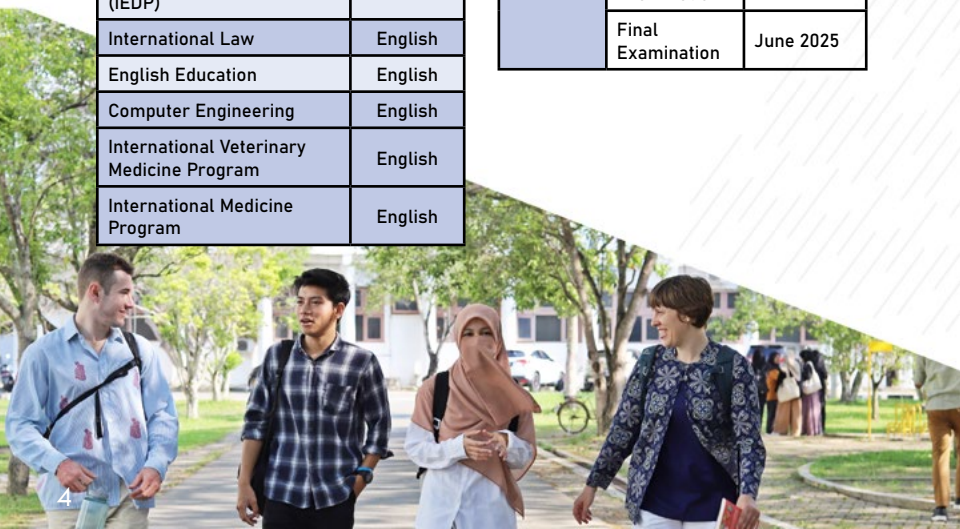 (IEDP)
International Law English
English Education English
Computer Engineering English
International Veterinary
Medicine Program English
International Medicine
Program English
Final
Examination June 2025
4